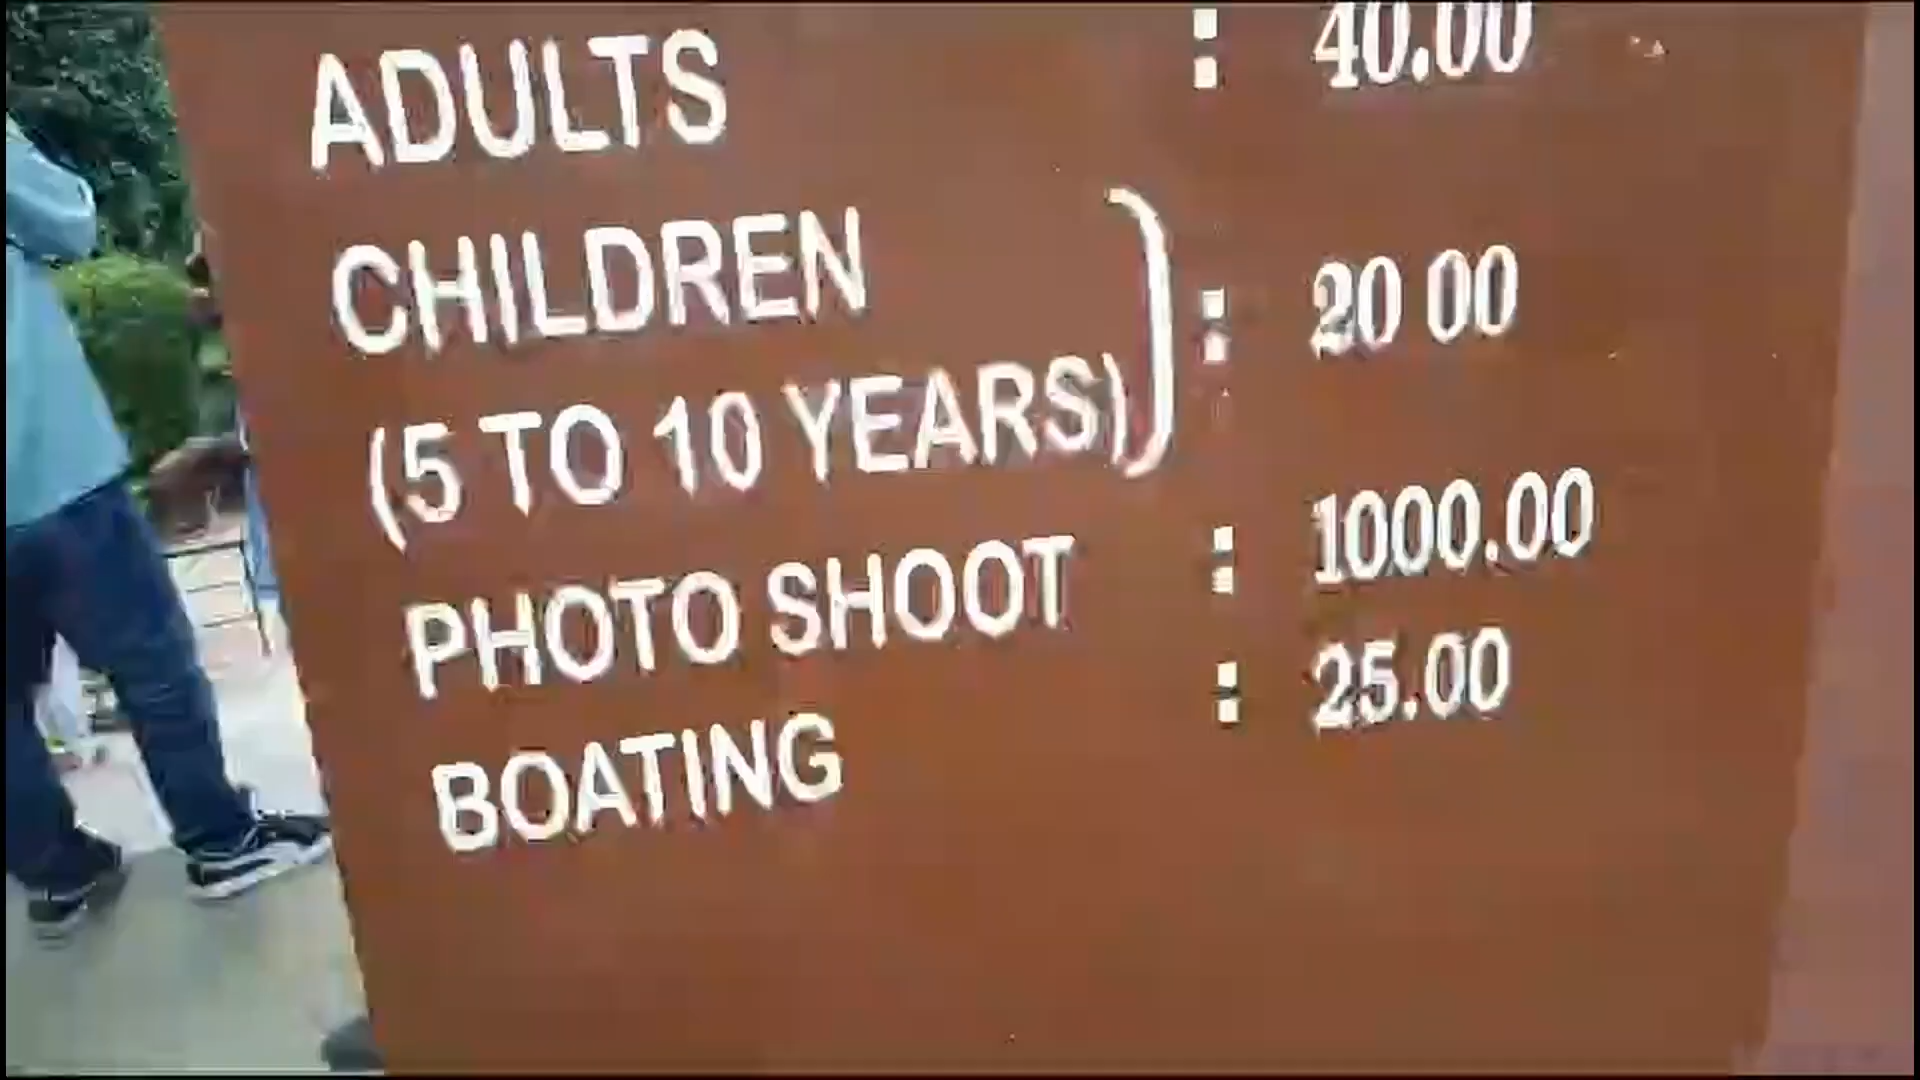 ADULTS : 40.00
CHILDREN
(5 TO 10 YEARS) } : 20 00
PHOTO SHOOT : 1000.00
BOATING : 25.00